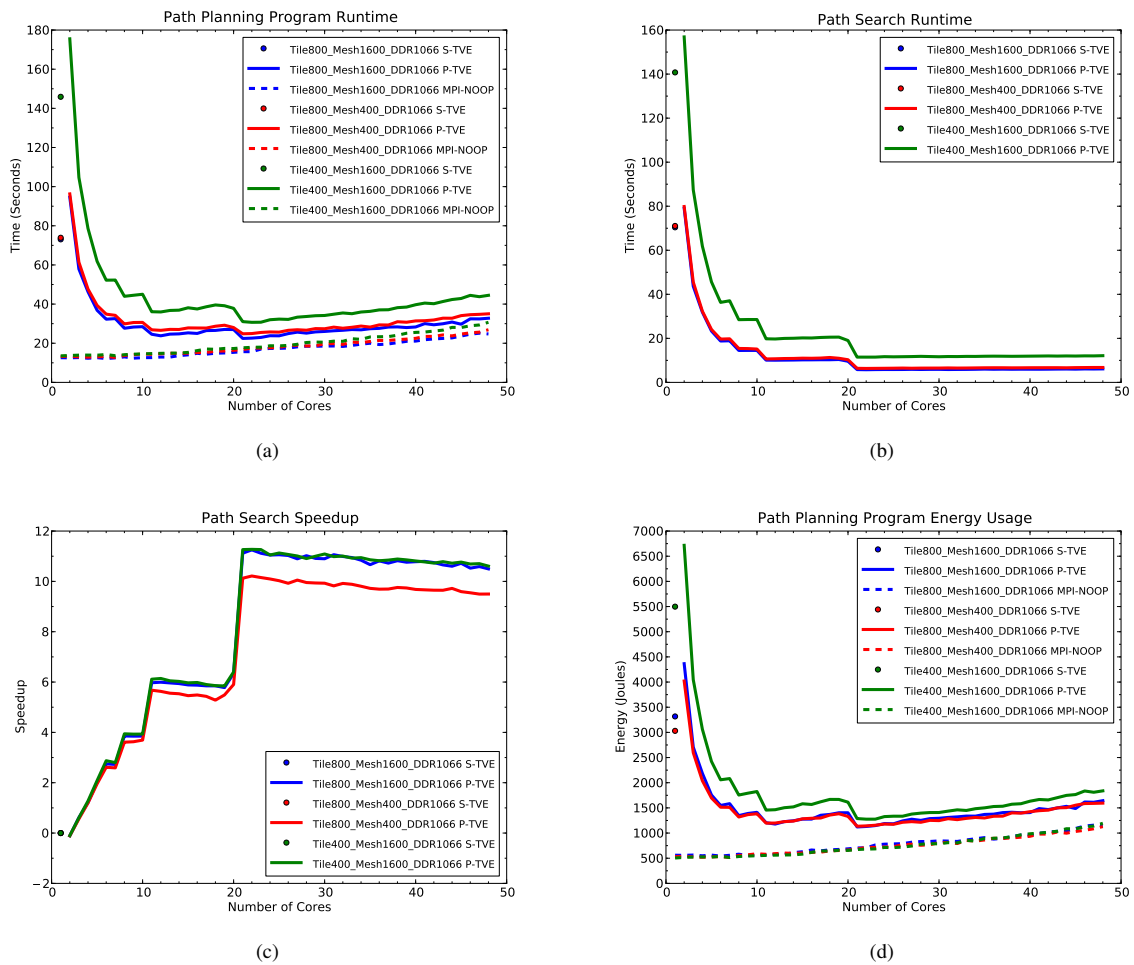 Path Planning Program Runtime
180
160
140
120
100
80
60
40
20
0
Time (Seconds)
0 10 20 30 40 50
Number of Cores
Tile800_Mesh1600_DDR1066 S-TVE
Tile800_Mesh1600_DDR1066 P-TVE
Tile800_Mesh1600_DDR1066 MPI-NOOP
Tile800_Mesh400_DDR1066 S-TVE
Tile800_Mesh400_DDR1066 P-TVE
Tile800_Mesh400_DDR1066 MPI-NOOP
Tile400_Mesh1600_DDR1066 S-TVE
Tile400_Mesh1600_DDR1066 P-TVE
Tile400_Mesh1600_DDR1066 MPI-NOOP
(a)
Path Search Runtime
160
140
120
100
80
60
40
20
0
Time (Seconds)
0 10 20 30 40 50
Number of Cores
Tile800_Mesh1600_DDR1066 S-TVE
Tile800_Mesh1600_DDR1066 P-TVE
Tile800_Mesh400_DDR1066 S-TVE
Tile800_Mesh400_DDR1066 P-TVE
Tile400_Mesh1600_DDR1066 S-TVE
Tile400_Mesh1600_DDR1066 P-TVE
(b)
Path Search Speedup
12
10
8
6
4
2
0
−2
Speedup
0 10 20 30 40 50
Number of Cores
Tile800_Mesh1600_DDR1066 S-TVE
Tile800_Mesh1600_DDR1066 P-TVE
Tile800_Mesh400_DDR1066 S-TVE
Tile800_Mesh400_DDR1066 P-TVE
Tile400_Mesh1600_DDR1066 S-TVE
Tile400_Mesh1600_DDR1066 P-TVE
(c)
Path Planning Program Energy Usage
7000
6500
6000
5500
5000
4500
4000
3500
3000
2500
2000
1500
1000
500
0
Energy (Joules)
0 10 20 30 40 50
Number of Cores
Tile800_Mesh1600_DDR1066 S-TVE
Tile800_Mesh1600_DDR1066 P-TVE
Tile800_Mesh1600_DDR1066 MPI-NOOP
Tile800_Mesh400_DDR1066 S-TVE
Tile800_Mesh400_DDR1066 P-TVE
Tile800_Mesh400_DDR1066 MPI-NOOP
Tile400_Mesh1600_DDR1066 S-TVE
Tile400_Mesh1600_DDR1066 P-TVE
Tile400_Mesh1600_DDR1066 MPI-NOOP
(d)